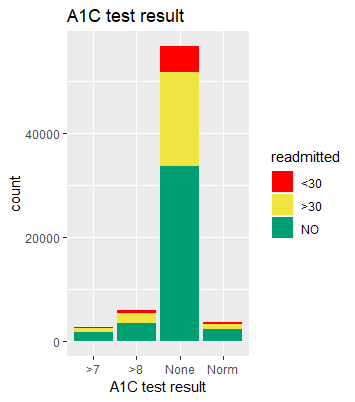 A1C test result
count
40000
20000
0
>7
>8
None
Norm
A1C test result
readmitted
<30
>30
NO